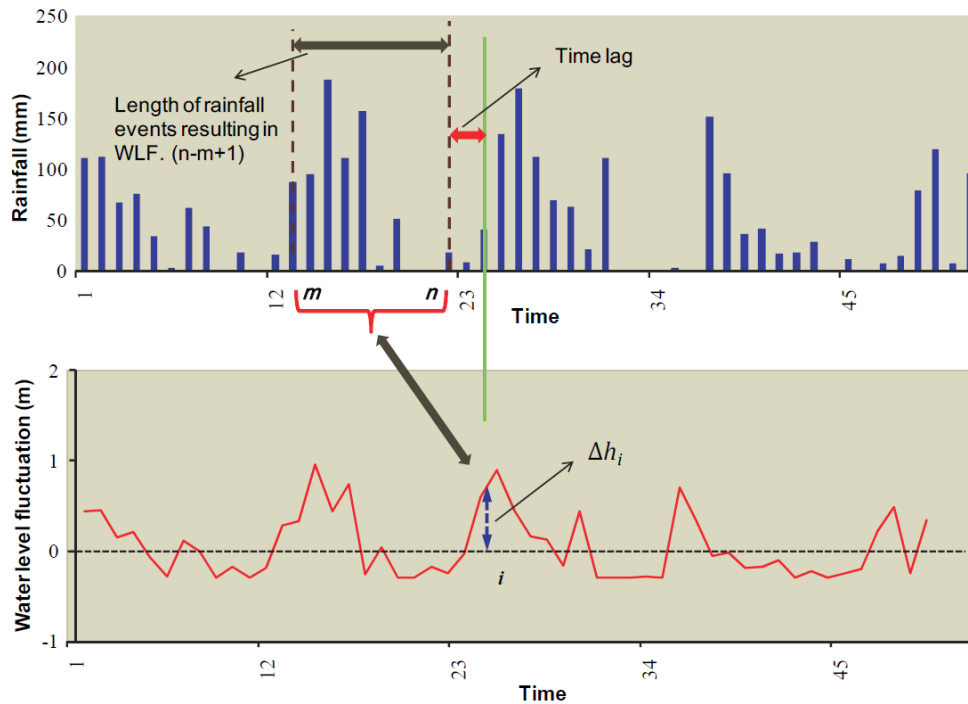 250
200
150
100
50
0
Rainfall (mm)
Length of rainfall
events resulting in
WLF. (n-m+1)
Time lag
1
12
23
34
45
m
n
Time
2
1
0
-1
Water level fluctuation (m)
Δhᵢ
i
1
12
23
34
45
Time